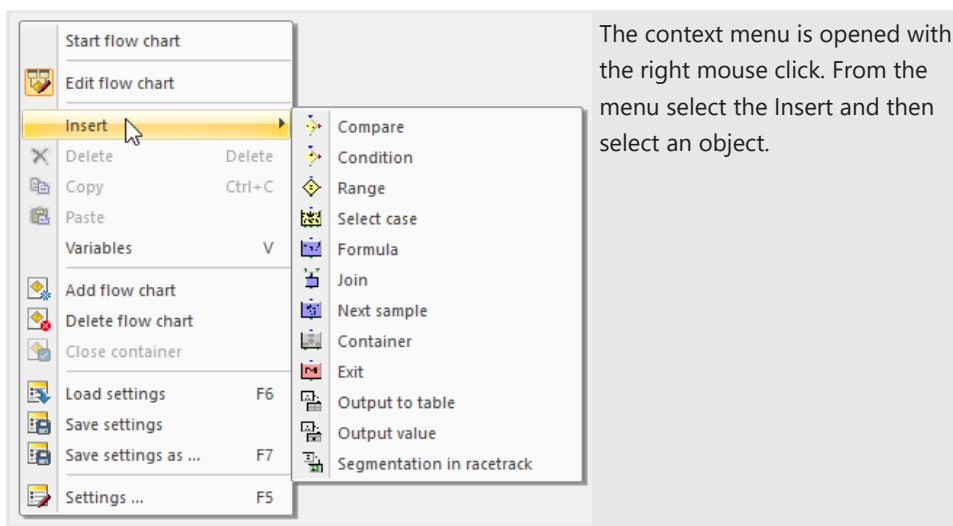 Start flow chart
Edit flow chart
Insert
Delete Delete
Copy Ctrl+C
Paste
Variables V
Add flow chart
Delete flow chart
Close container
Load settings F6
Save settings
Save settings as ... F7
Settings ... F5
Compare
Condition
Range
Select case
Formula
Join
Next sample
Container
Exit
Output to table
Output value
Segmentation in racetrack
The context menu is opened with
the right mouse click. From the
menu select the Insert and then
select an object.